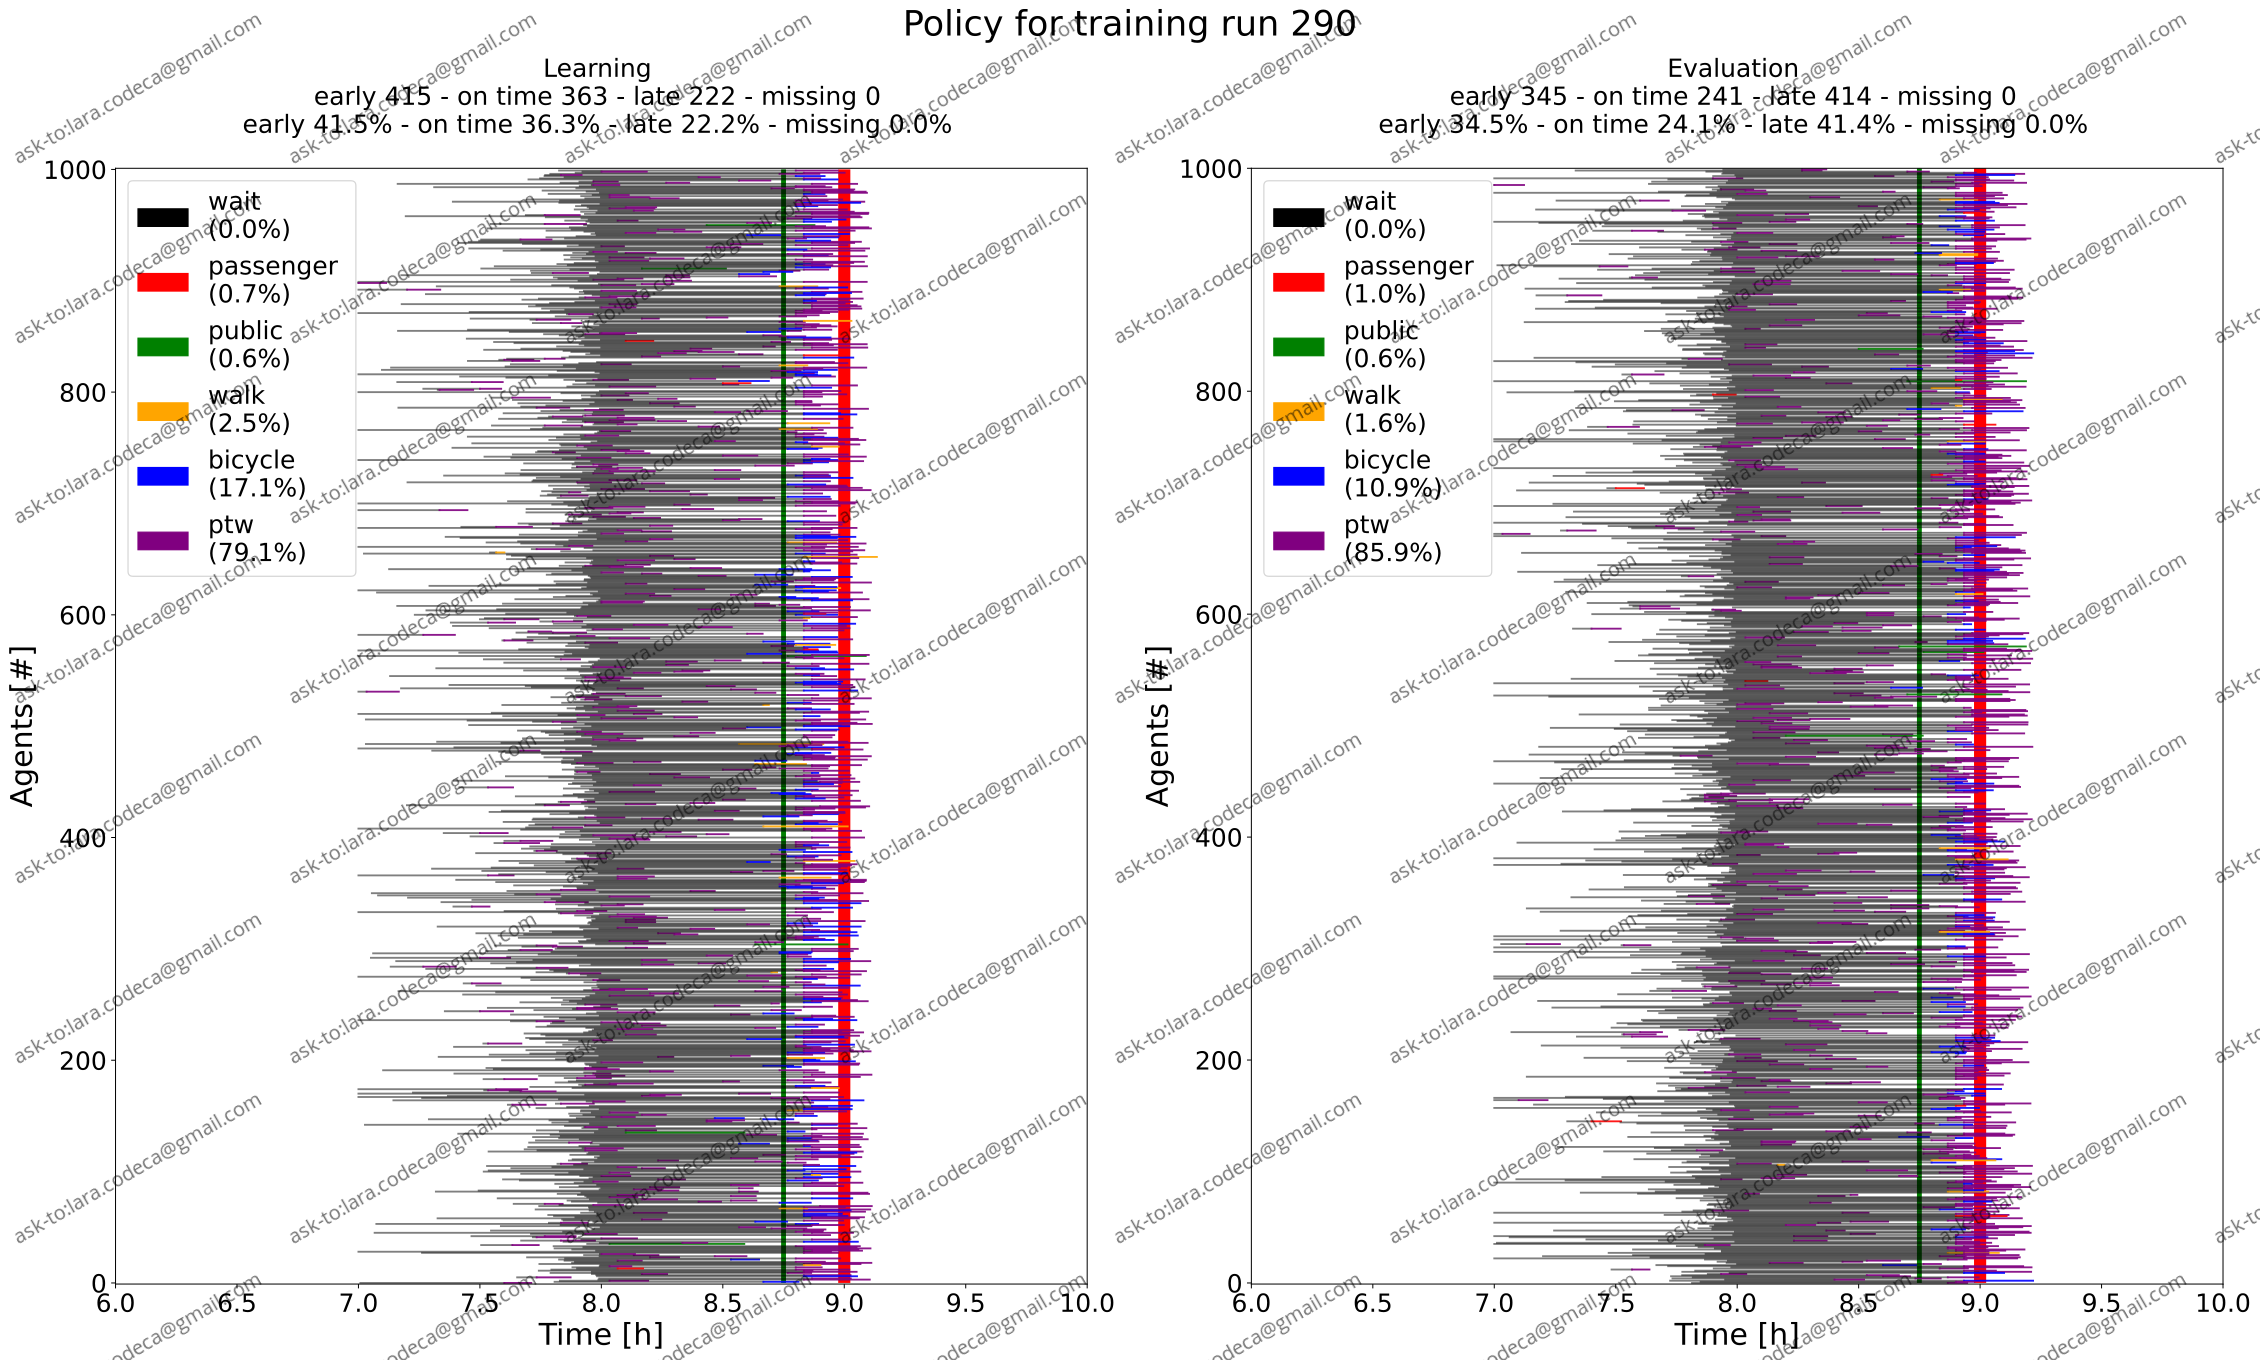 Policy for training run 290
Learning
early 415 - on time 363 - late 222 - missing 0
early 41.5% - on time 36.3% - late 22.2% - missing 0.0%
1000
800
600
400
200
0
Agents [#]
wait
(0.0%)
passenger
(0.7%)
public
(0.6%)
walk
(2.5%)
bicycle
(17.1%)
ptw
(79.1%)
6.0 6.5 7.0 7.5 8.0 8.5 9.0 9.5 10.0
Time [h]
Evaluation
early 345 - on time 241 - late 414 - missing 0
early 34.5% - on time 24.1% - late 41.4% - missing 0.0%
1000
800
600
400
200
0
Agents [#]
wait
(0.0%)
passenger
(1.0%)
public
(0.6%)
walk
(1.6%)
bicycle
(10.9%)
ptw
(85.9%)
6.0 6.5 7.0 7.5 8.0 8.5 9.0 9.5 10.0
Time [h]
ask-to:lara.codeca@gmail.com